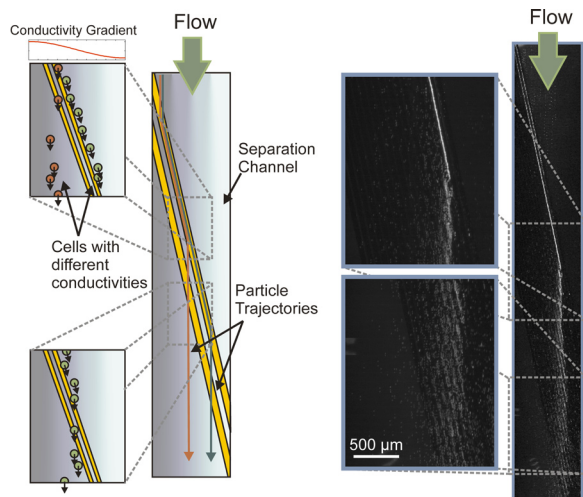 Conductivity Gradient
Flow
Separation
Channel
Cells with
different
conductivities
Particle
Trajectories
Flow
500 µm